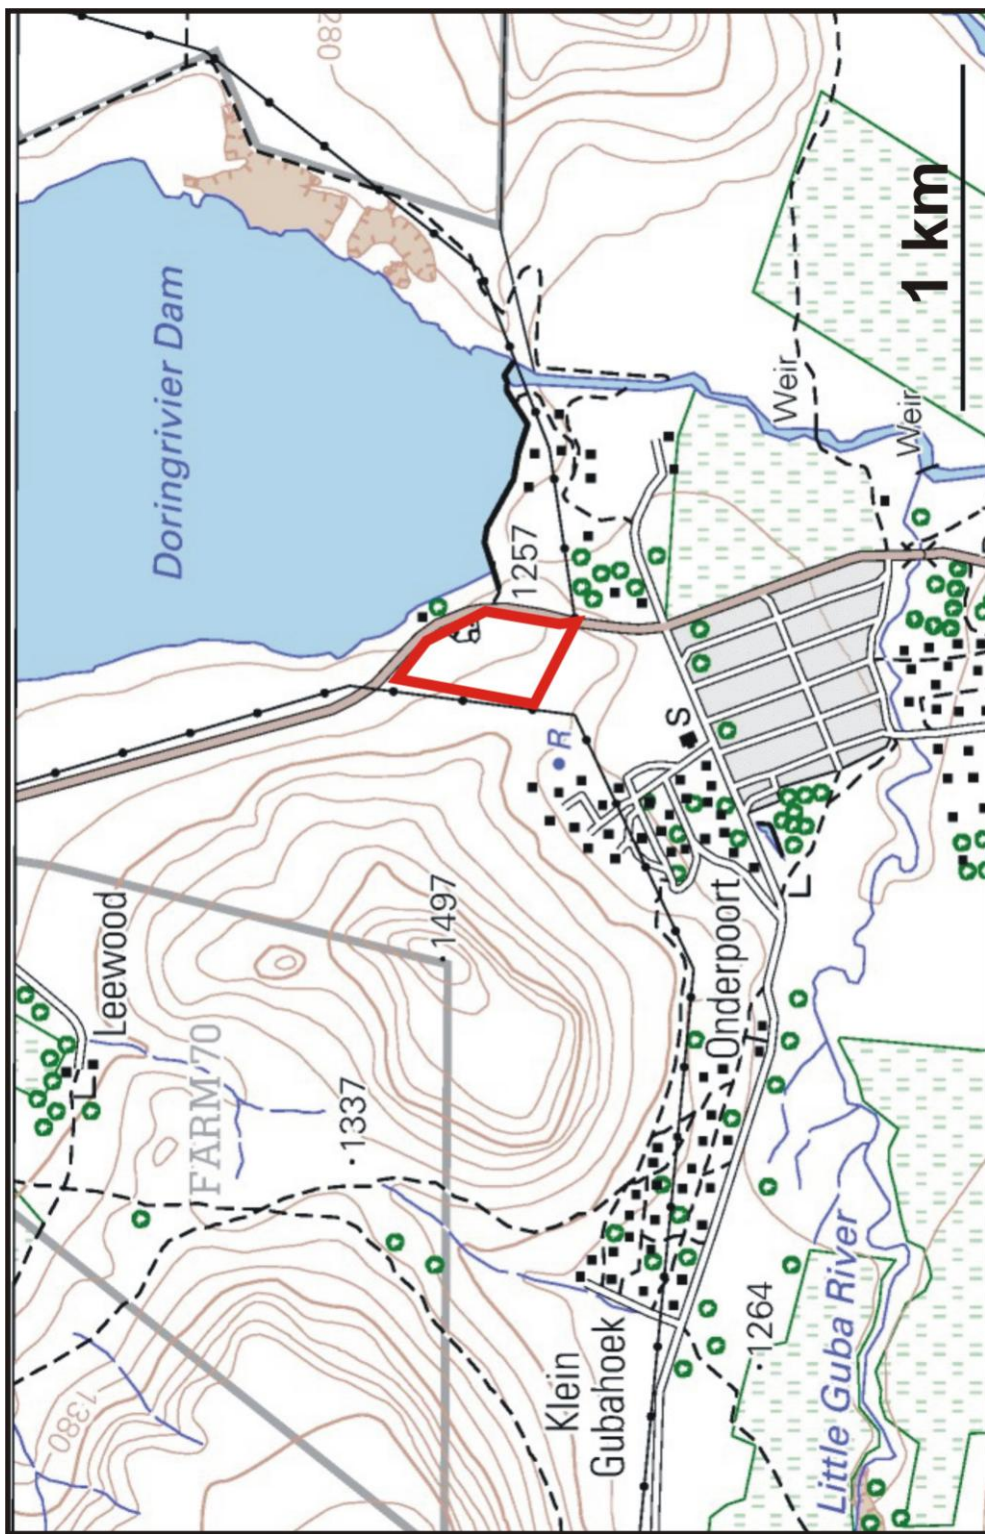 1280
Doringrivier Dam
1 km
Weir
Weir
1257
S
R
1497
Leewood
FARM 70
L
L
Onderpoort
T
1337
Klein
Gubahoek
1264
Little Guba River
1380